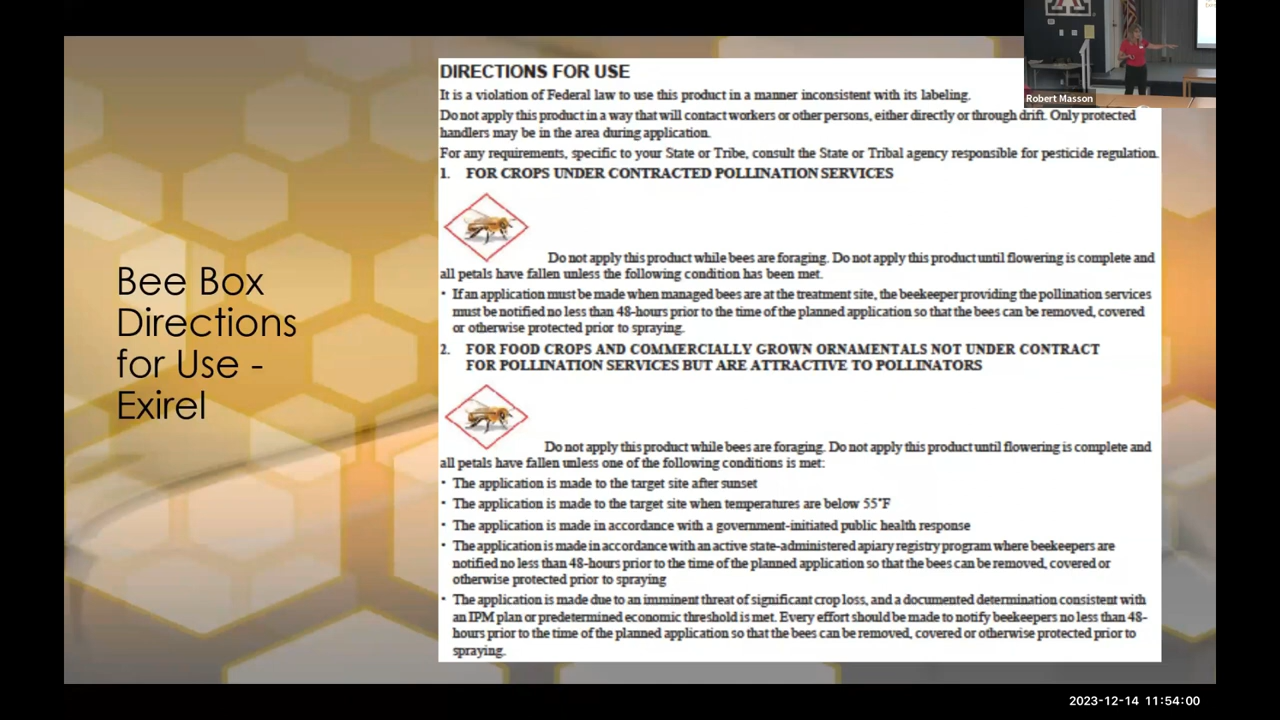 Bee Box
Directions
for Use -
Exirel
DIRECTIONS FOR USE
It is a violation of Federal law to use this product in a manner inconsistent with its labeling.
Do not apply this product in a way that will contact workers or other persons, either directly or through drift. Only protected
handlers may be in the area during application.
For any requirements, specific to your State or Tribe, consult the State or Tribal agency responsible for pesticide regulation.
1. FOR CROPS UNDER CONTRACTED POLLINATION SERVICES
Do not apply this product while bees are foraging. Do not apply this product until flowering is complete and
all petals have fallen unless the following condition has been met.
· If an application must be made when managed bees are at the treatment site, the beekeeper providing the pollination services
must be notified no less than 48-hours prior to the time of the planned application so that the bees can be removed, covered
or otherwise protected prior to spraying.
2. FOR FOOD CROPS AND COMMERCIALLY GROWN ORNAMENTALS NOT UNDER CONTRACT
FOR POLLINATION SERVICES BUT ARE ATTRACTIVE TO POLLINATORS
Do not apply this product while bees are foraging. Do not apply this product until flowering is complete and
all petals have fallen unless one of the following conditions is met:
· The application is made to the target site after sunset
· The application is made to the target site when temperatures are below 55°F
· The application is made in accordance with a government-initiated public health response
· The application is made in accordance with an active state-administered apiary registry program where beekeepers are
notified no less than 48-hours prior to the time of the planned application so that the bees can be removed, covered or
otherwise protected prior to spraying
· The application is made due to an imminent threat of significant crop loss, and a documented determination consistent with
an IPM plan or predetermined economic threshold is met. Every effort should be made to notify beekeepers no less than 48-
hours prior to the time of the planned application so that the bees can be removed, covered or otherwise protected prior to
spraying.
A
Robert Masson
2023-12-14 11:54:00